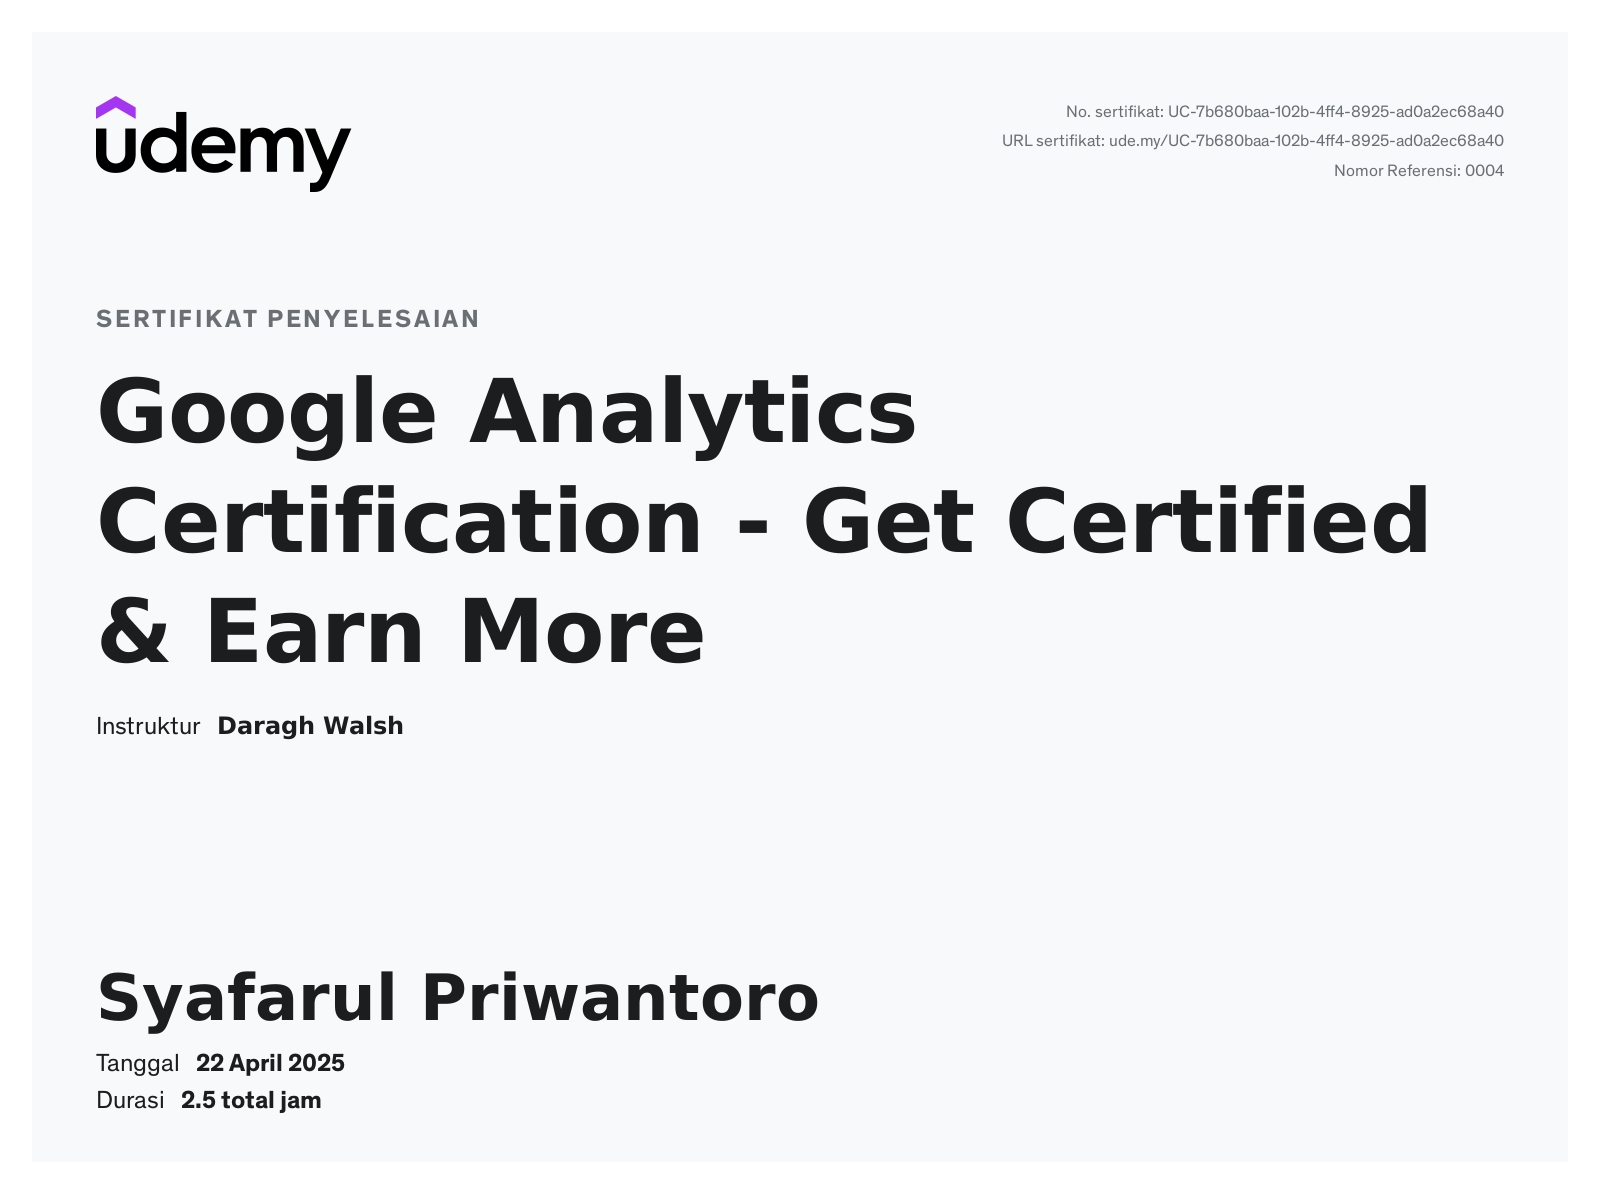 udemy
No. sertifikat: UC-7b680baa-102b-4ff4-8925-ad0a2ec68a40
URL sertifikat: ude.my/UC-7b680baa-102b-4ff4-8925-ad0a2ec68a40
Nomor Referensi: 0004
SERTIFIKAT PENYELESAIAN
Google Analytics
Certification - Get Certified
& Earn More
Instruktur Daragh Walsh
Syafarul Priwantoro
Tanggal 22 April 2025
Durasi 2.5 total jam